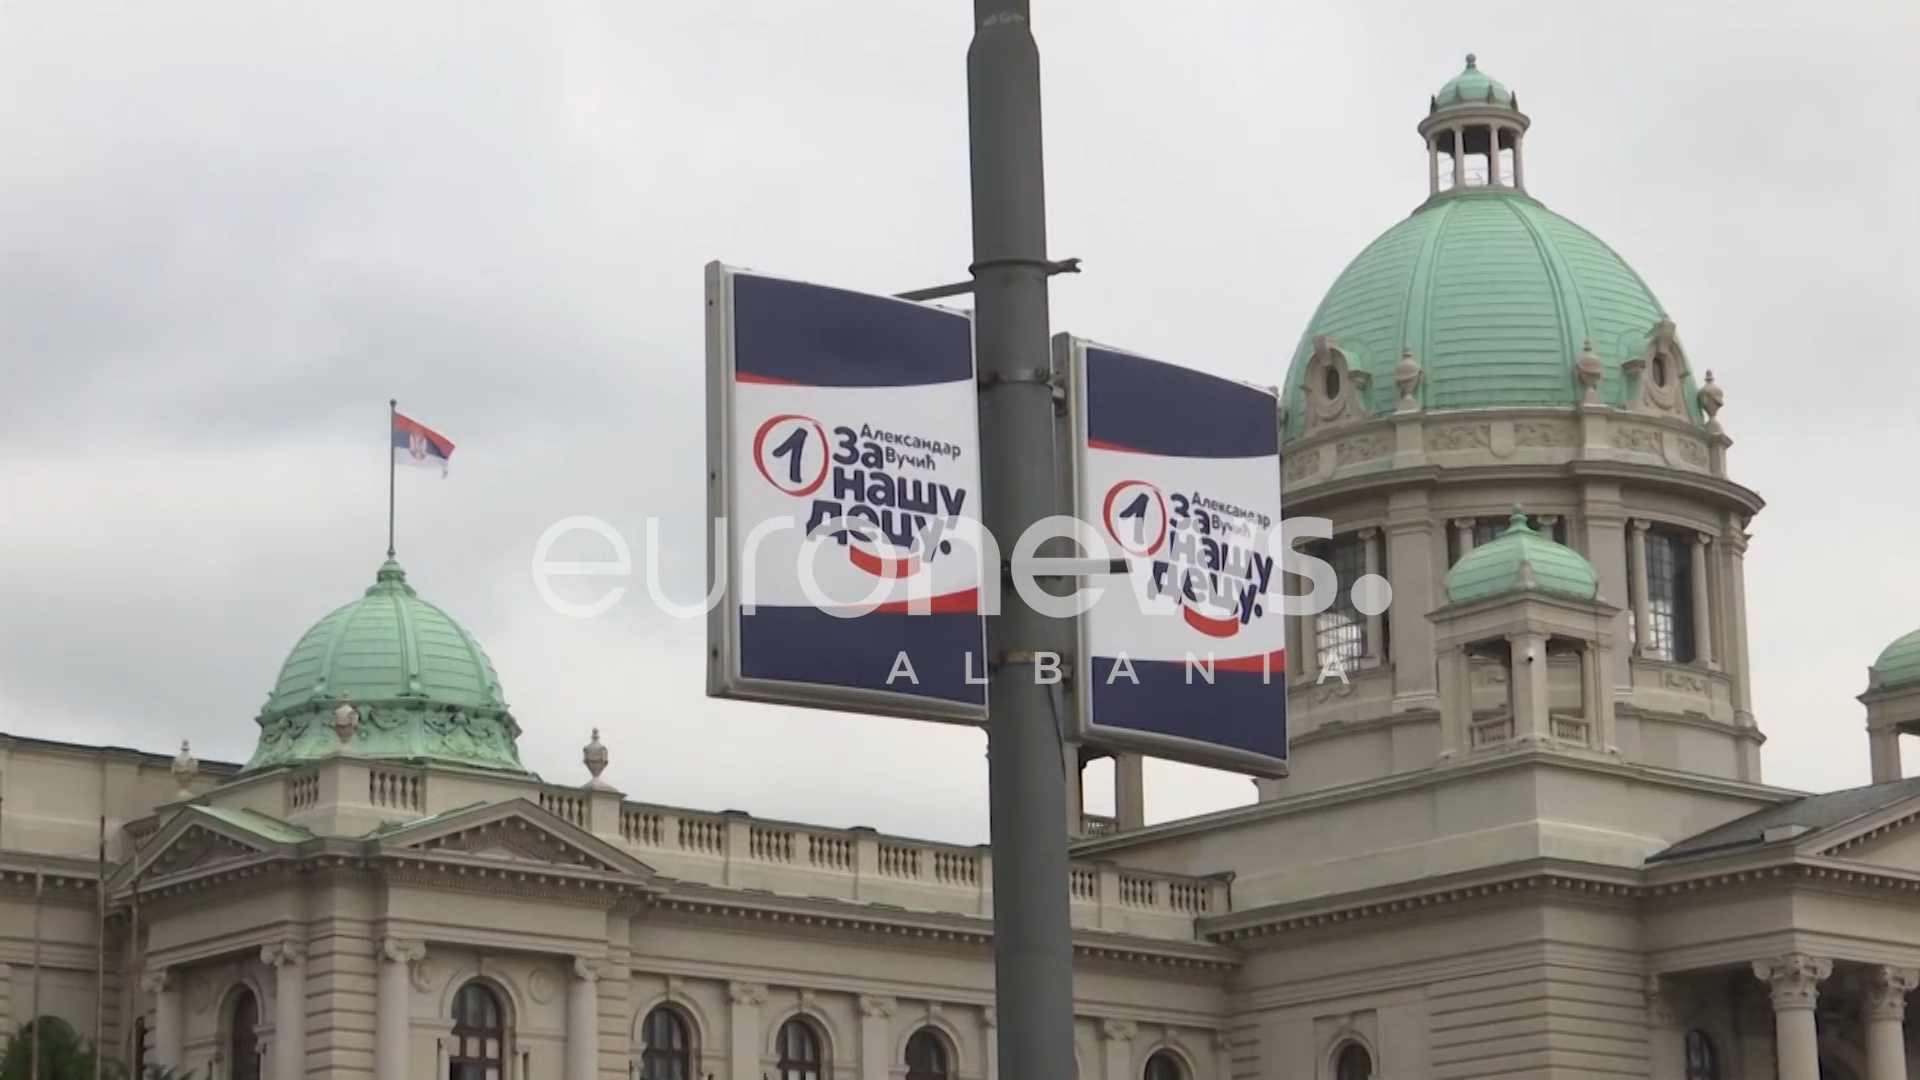 1 За Александар
Вучић
нашу
децу.
1 За Александар
Вучић
нашу
децу.
euronews.
ALBANIA